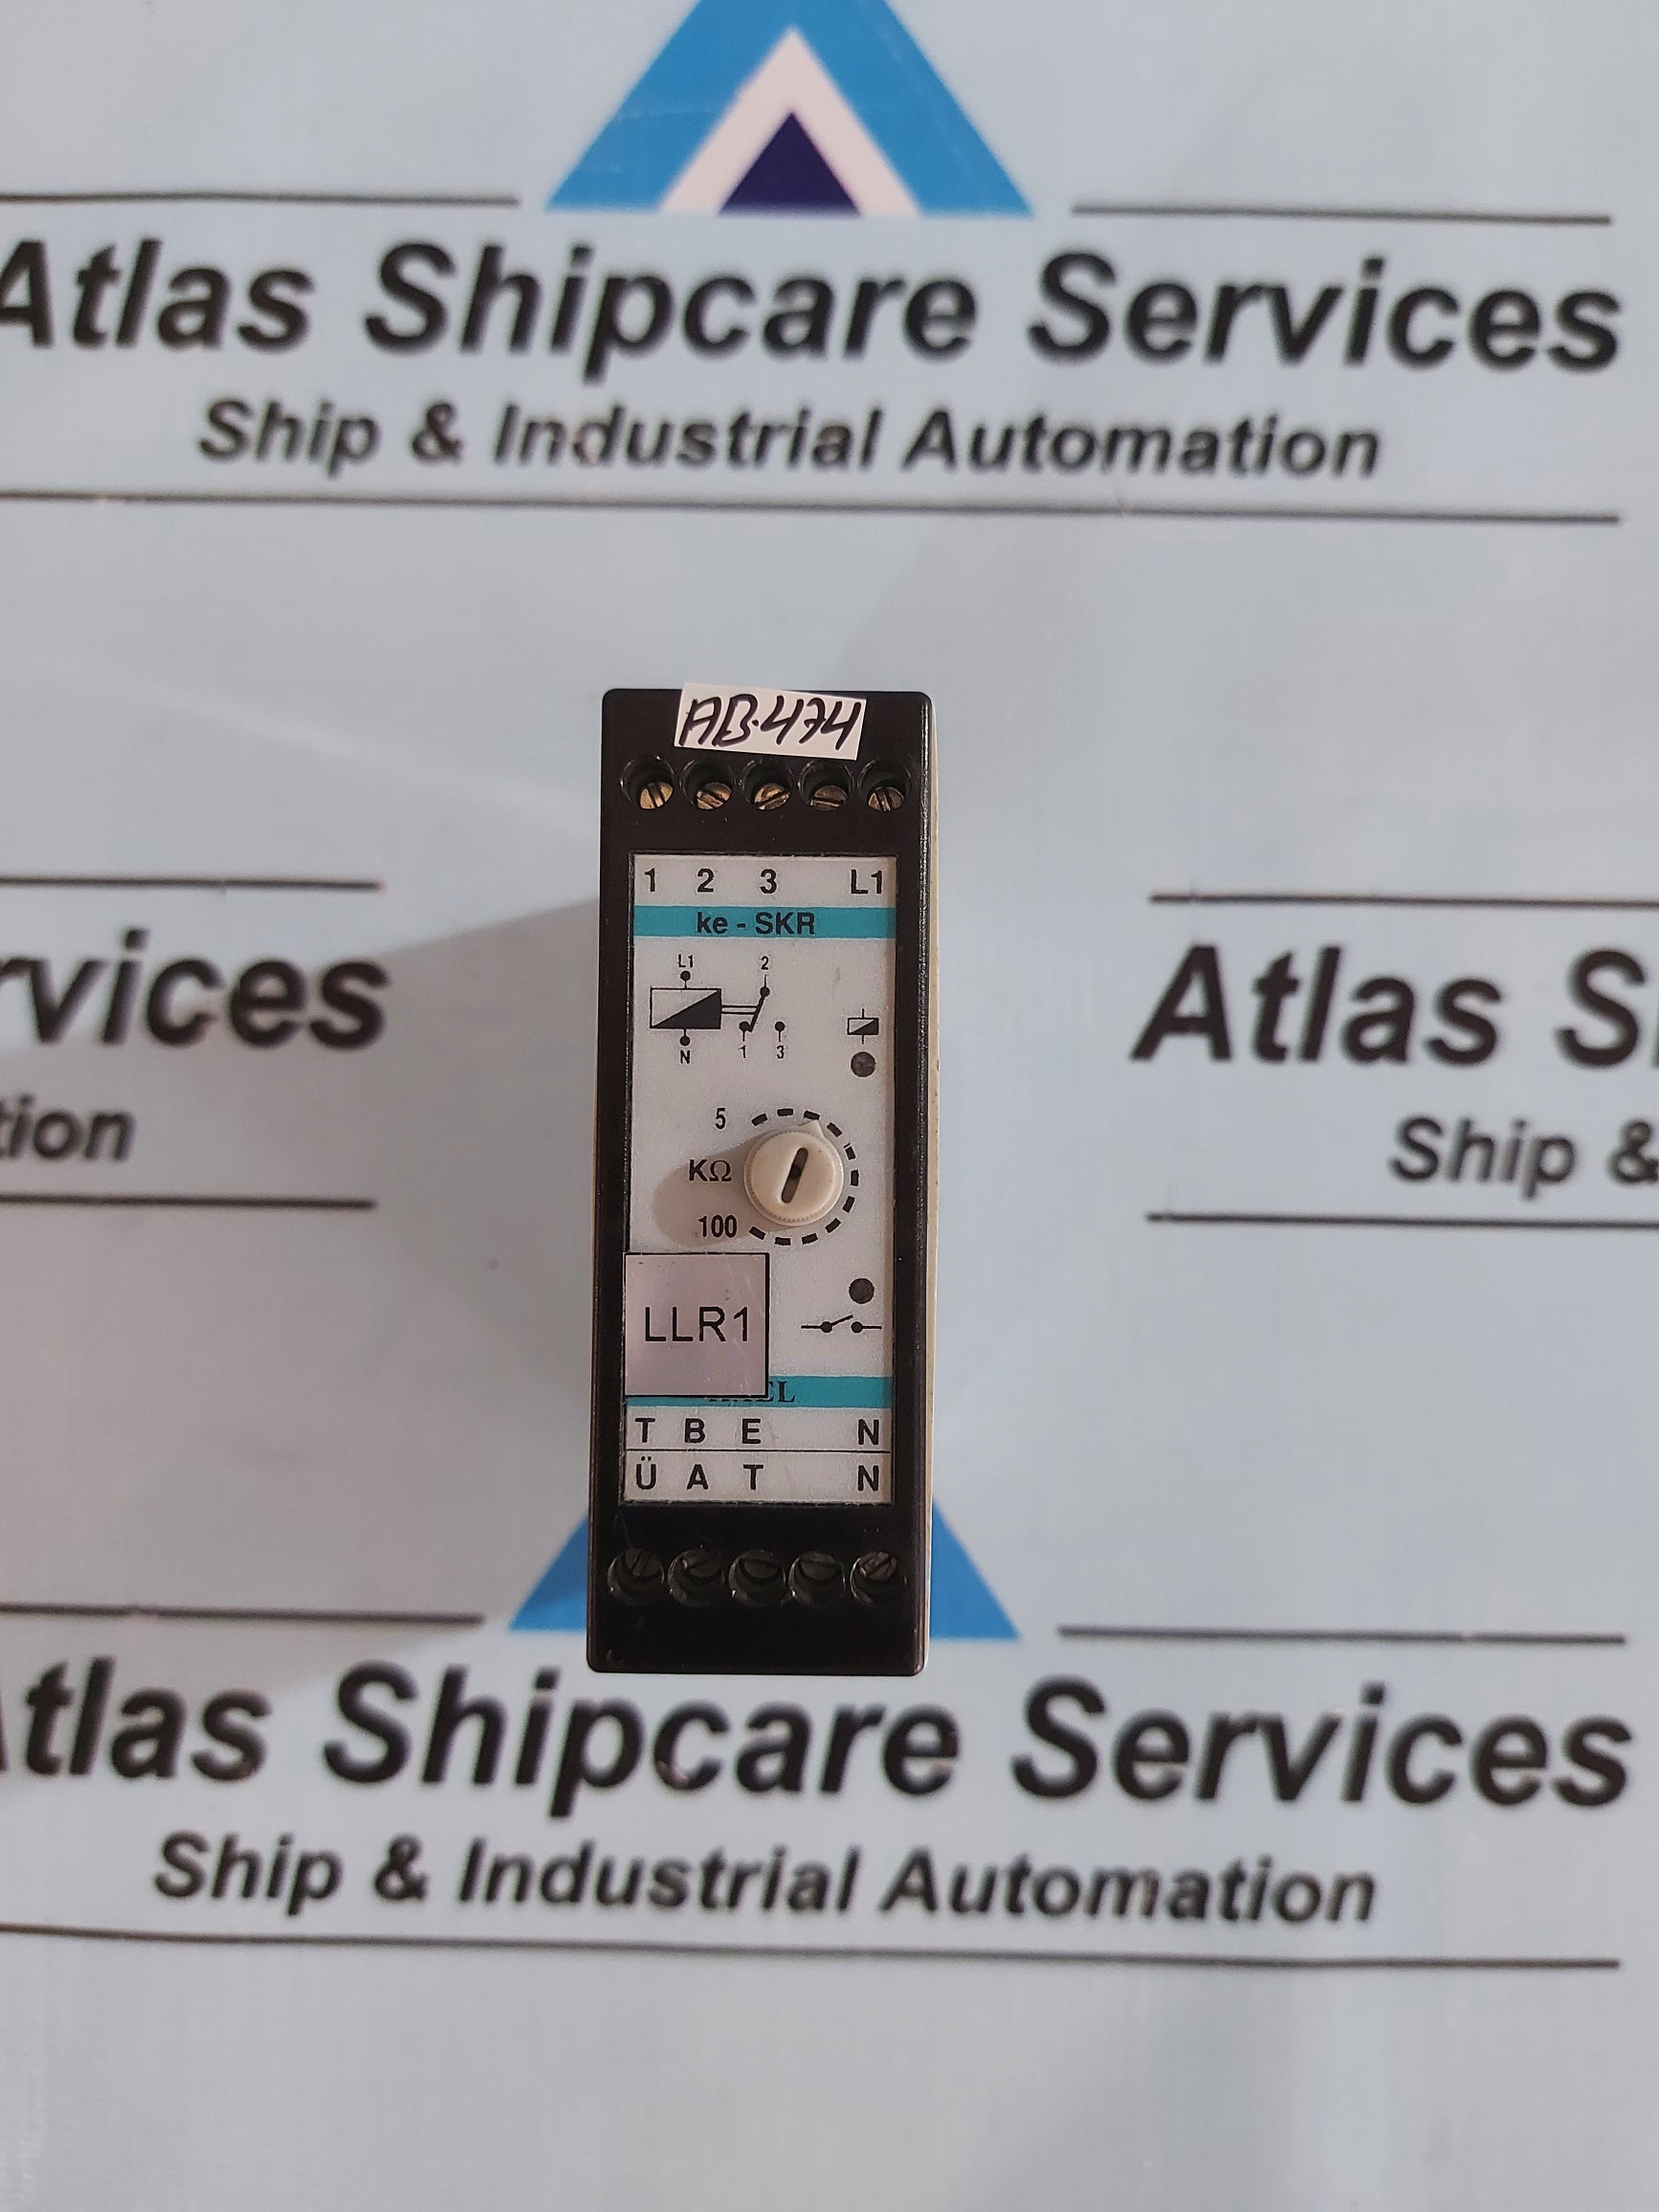 Atlas Shipcare Services
Ship & Industrial Automation
AB-474
1 2 3 L1
ke - SKR
L1 2
N 1 3
5
KΩ
100
LLR1
T B E N
Ü A T N
rvices
tion
Atlas S
Ship &
Atlas Shipcare Services
Ship & Industrial Automation